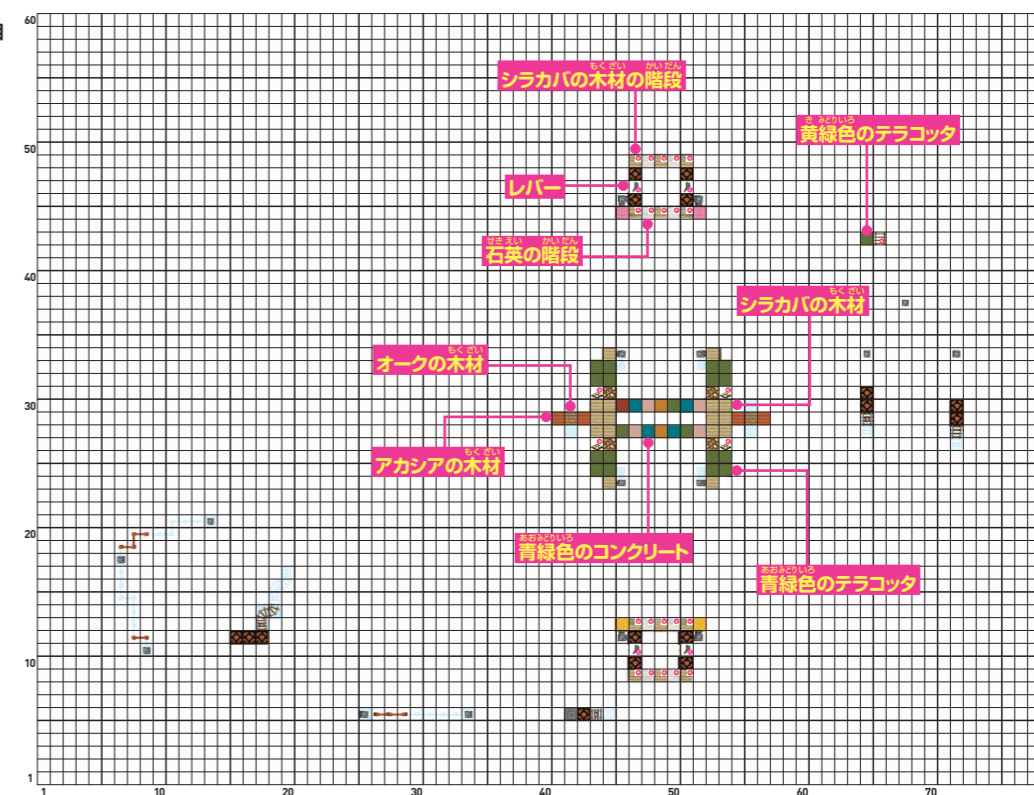 60
もくざい かいだん
シラカバの木材の階段
き みどりいろ
黄緑色のテラコッタ
50
レバー
せきえい かいだん
石英の階段
40
もくざい
シラカバの木材
もくざい
オークの木材
30
もくざい
アカシアの木材
あおみどりいろ
青緑色のコンクリート
20
あおみどりいろ
青緑色のテラコッタ
10
1
1 10 20 30 40 50 60 70